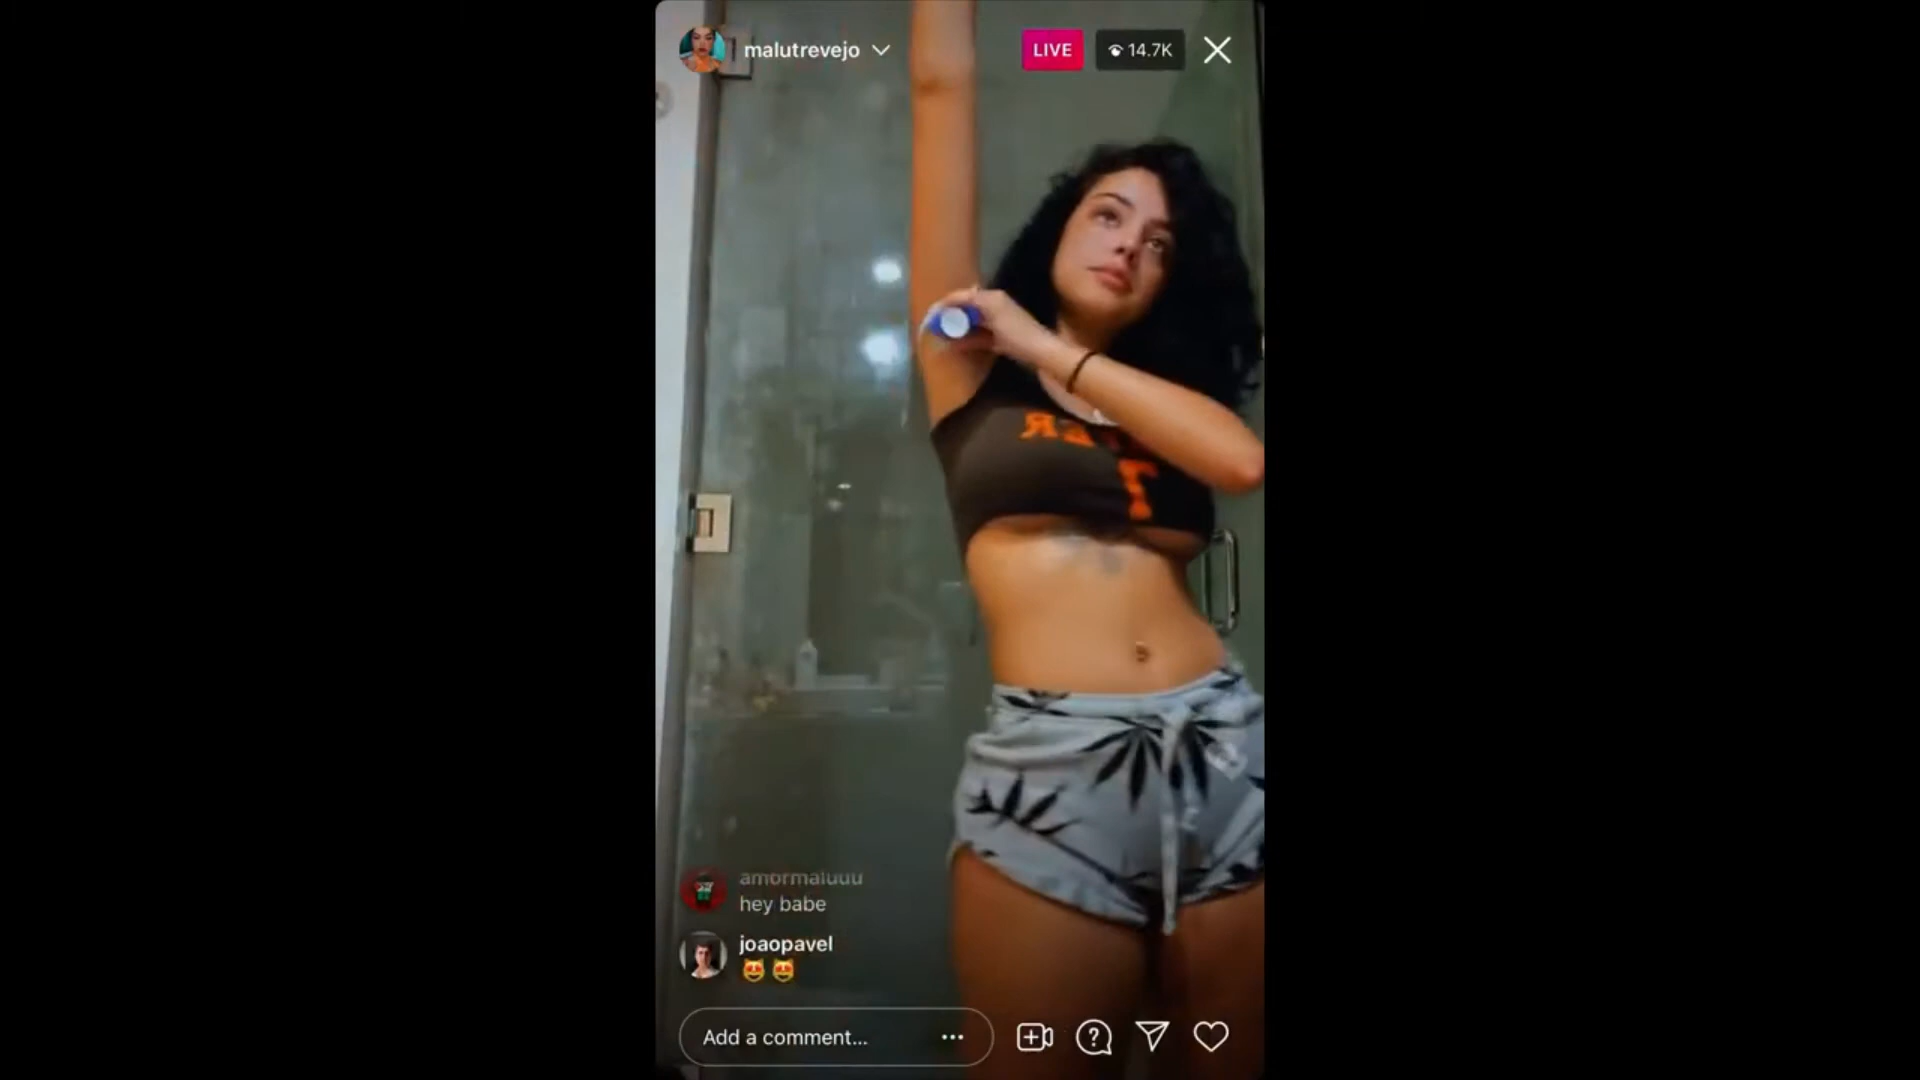 malutrevejo
LIVE
14.7K
amormaluuu
hey babe
joaopavel
😍😍
Add a comment...